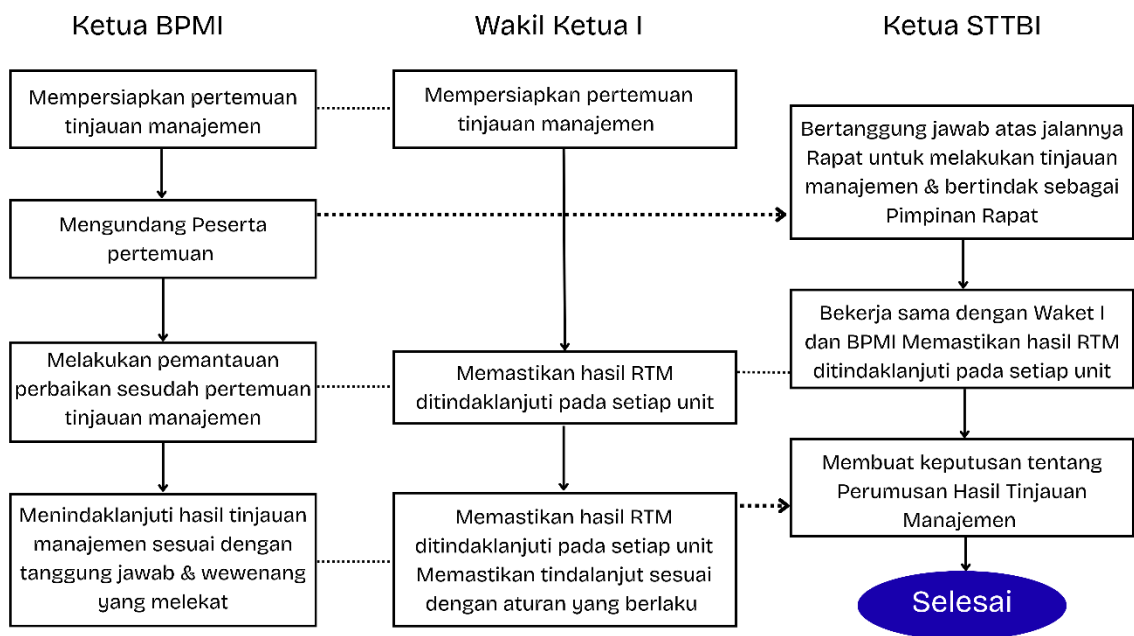 Ketua BPMI
Wakil Ketua I
Ketua STTBI
Mempersiapkan pertemuan
tinjauan manajemen
Mengundang Peserta
pertemuan
Melakukan pemantauan
perbaikan sesudah pertemuan
tinjauan manajemen
Menindaklanjuti hasil tinjauan
manajemen sesuai dengan
tanggung jawab & wewenang
yang melekat
Mempersiapkan pertemuan
tinjauan manajemen
Memastikan hasil RTM
ditindaklanjuti pada setiap unit
Memastikan hasil RTM
ditindaklanjuti pada setiap unit
Memastikan tindalanjut sesuai
dengan aturan yang berlaku
Bertanggung jawab atas jalannya
Rapat untuk melakukan tinjauan
manajemen & bertindak sebagai
Pimpinan Rapat
Bekerja sama dengan Waket I
dan BPMI Memastikan hasil RTM
ditindaklanjuti pada setiap unit
Membuat keputusan tentang
Perumusan Hasil Tinjauan
Manajemen
Selesai